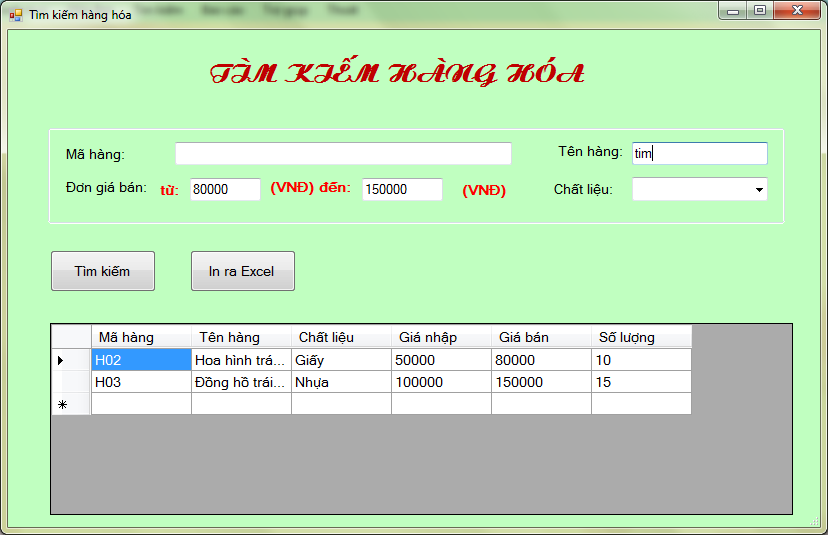 Tìm kiếm hàng hóa
TÌM KIẾM HÀNG HÓA
Mã hàng:
Tên hàng: tim
Đơn giá bán: từ: 80000 (VNĐ) đến: 150000 (VNĐ)
Chất liệu:
Tìm kiếm In ra Excel
Mã hàng Tên hàng Chất liệu Giá nhập Giá bán Số lượng
H02 Hoa hình trá... Giấy 50000 80000 10
H03 Đồng hồ trái... Nhựa 100000 150000 15